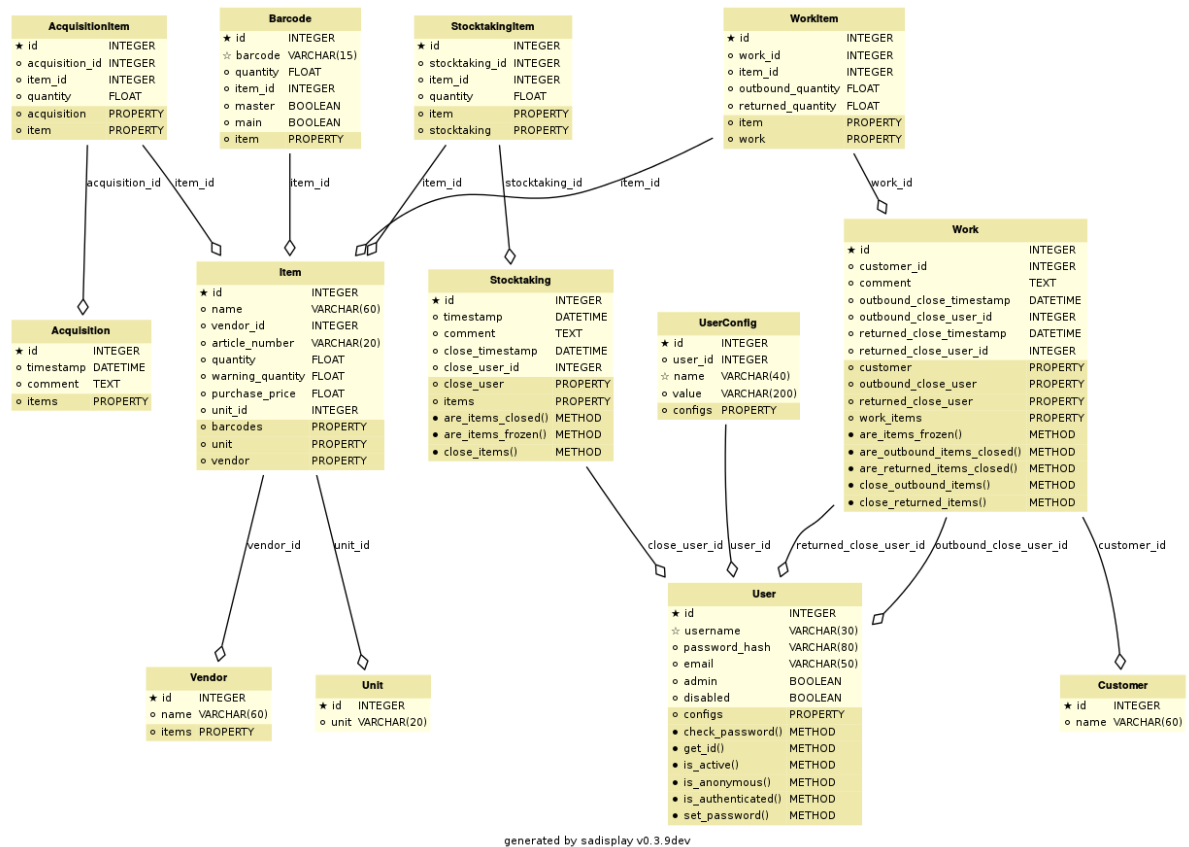 AcquisitionItem
★ id INTEGER
○ acquisition_id INTEGER
○ item_id INTEGER
○ quantity FLOAT
○ acquisition PROPERTY
○ item PROPERTY
Barcode
★ id INTEGER
☆ barcode VARCHAR(15)
○ quantity FLOAT
○ item_id INTEGER
○ master BOOLEAN
○ main BOOLEAN
○ item PROPERTY
StocktakingItem
★ id INTEGER
○ stocktaking_id INTEGER
○ item_id INTEGER
○ quantity FLOAT
○ item PROPERTY
○ stocktaking PROPERTY
WorkItem
★ id INTEGER
○ work_id INTEGER
○ item_id INTEGER
○ outbound_quantity FLOAT
○ returned_quantity FLOAT
○ item PROPERTY
○ work PROPERTY
acquisition_id
item_id
item_id
item_id
stocktaking_id
item_id
work_id
Acquisition
★ id INTEGER
○ timestamp DATETIME
○ comment TEXT
○ items PROPERTY
Item
★ id INTEGER
○ name VARCHAR(60)
○ vendor_id INTEGER
○ article_number VARCHAR(20)
○ quantity FLOAT
○ warning_quantity FLOAT
○ purchase_price FLOAT
○ unit_id INTEGER
○ barcodes PROPERTY
○ unit PROPERTY
○ vendor PROPERTY
Stocktaking
★ id INTEGER
○ timestamp DATETIME
○ comment TEXT
○ close_timestamp DATETIME
○ close_user_id INTEGER
○ close_user PROPERTY
○ items PROPERTY
● are_items_closed() METHOD
● are_items_frozen() METHOD
● close_items() METHOD
UserConfig
★ id INTEGER
○ user_id INTEGER
☆ name VARCHAR(40)
○ value VARCHAR(200)
○ configs PROPERTY
Work
★ id INTEGER
○ customer_id INTEGER
○ comment TEXT
○ outbound_close_timestamp DATETIME
○ outbound_close_user_id INTEGER
○ returned_close_timestamp DATETIME
○ returned_close_user_id INTEGER
○ customer PROPERTY
○ outbound_close_user PROPERTY
○ returned_close_user PROPERTY
○ work_items PROPERTY
● are_items_frozen() METHOD
● are_outbound_items_closed() METHOD
● are_returned_items_closed() METHOD
● close_outbound_items() METHOD
● close_returned_items() METHOD
vendor_id
unit_id
close_user_id
user_id
returned_close_user_id
outbound_close_user_id
customer_id
Vendor
★ id INTEGER
○ name VARCHAR(60)
○ items PROPERTY
Unit
★ id INTEGER
○ unit VARCHAR(20)
User
★ id INTEGER
☆ username VARCHAR(30)
○ password_hash VARCHAR(80)
○ email VARCHAR(50)
○ admin BOOLEAN
○ disabled BOOLEAN
○ configs PROPERTY
● check_password() METHOD
● get_id() METHOD
● is_active() METHOD
● is_anonymous() METHOD
● is_authenticated() METHOD
● set_password() METHOD
Customer
★ id INTEGER
○ name VARCHAR(60)
generated by sadisplay v0.3.9dev